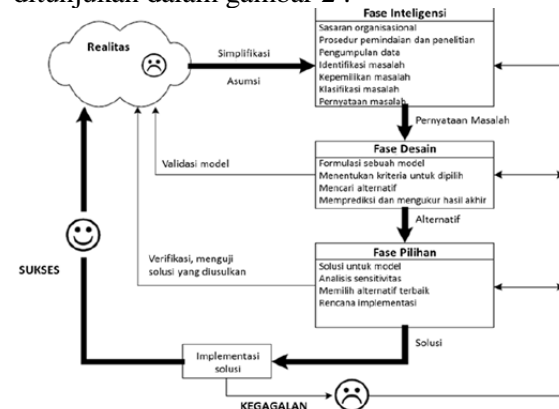 ditunjukan dalam gambar 2 :
Realitas
Simplifikasi
Asumsi
Fase Inteligensi
Sasaran organisasional
Prosedur pemindaian dan penelitian
Pengumpulan data
Identifikasi masalah
Kepemilikan masalah
Klasifikasi masalah
Pernyataan masalah
Pernyataan Masalah
Validasi model
Fase Desain
Formulasi sebuah model
Menentukan kriteria untuk dipilih
Mencari alternatif
Memprediksi dan mengukur hasil akhir
Alternatif
Verifikasi, menguji
solusi yang diusulkan
Fase Pilihan
Solusi untuk model
Analisis sensitivitas
Memilih alternatif terbaik
Rencana implementasi
SUKSES
Solusi
Implementasi
solusi
KEGAGALAN